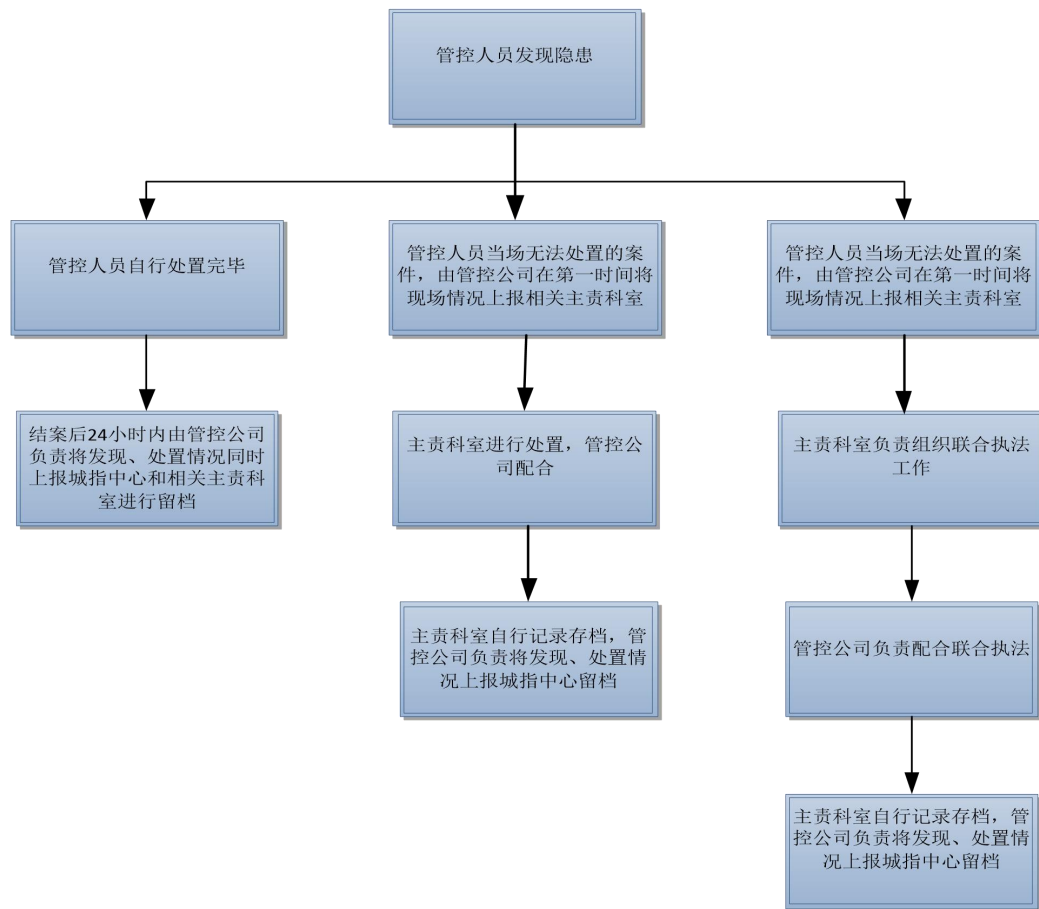 管控人员发现隐患
管控人员自行处置完毕
管控人员当场无法处置的案
件，由管控公司在第一时间将
现场情况上报相关主责科室
管控人员当场无法处置的案
件，由管控公司在第一时间将
现场情况上报相关主责科室
结案后24小时内由管控公司
负责将发现、处置情况同时
上报城指中心和相关主责科
室进行留档
主责科室进行处置，管控公
司配合
主责科室负责组织联合执法
工作
主责科室自行记录存档，管
控公司负责将发现、处置情
况上报城指中心留档
管控公司负责配合联合执法
主责科室自行记录存档，管
控公司负责将发现、处置情
况上报城指中心留档